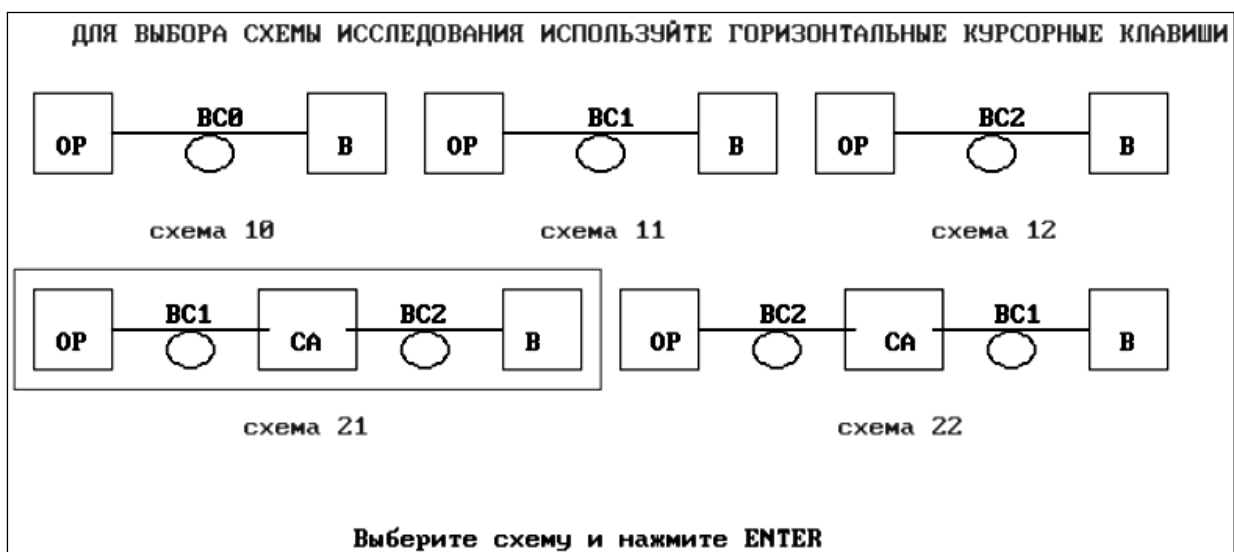 ДЛЯ ВЫБОРА СХЕМЫ ИССЛЕДОВАНИЯ ИСПОЛЬЗУЙТЕ ГОРИЗОНТАЛЬНЫЕ КУРСОРНЫЕ КЛАВИШИ
ОР ВС0 В ОР ВС1 В ОР ВС2 В
схема 10 схема 11 схема 12
ОР ВС1 СА ВС2 В ОР ВС2 СА ВС1 В
схема 21 схема 22
Выберите схему и нажмите ENTER